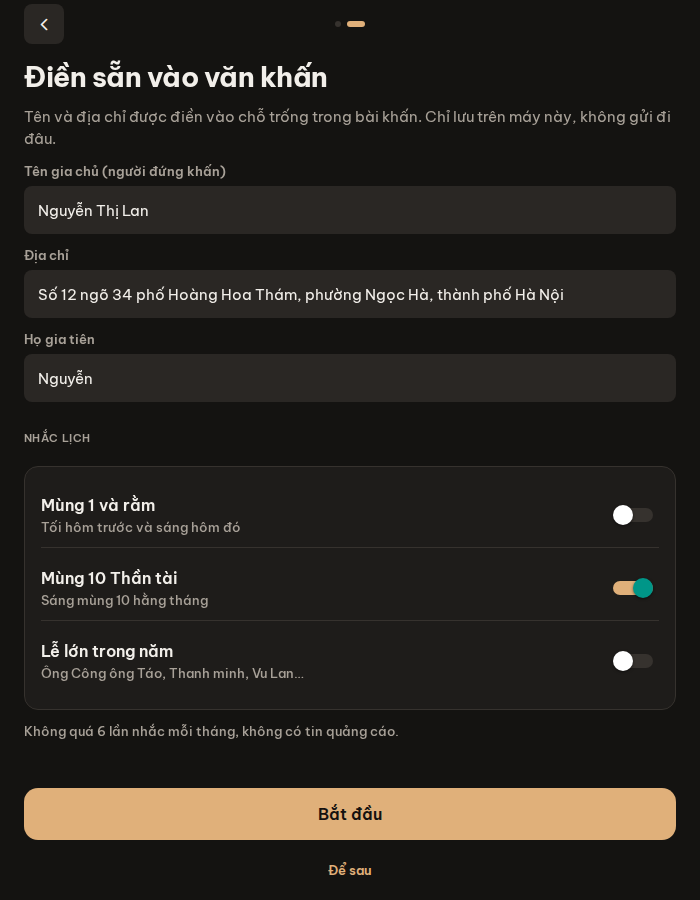 Điền sẵn vào văn khấn
Tên và địa chỉ được điền vào chỗ trống trong bài khấn. Chỉ lưu trên máy này, không gửi đi
đâu.
Tên gia chủ (người đứng khấn)
Nguyễn Thị Lan
Địa chỉ
Số 12 ngõ 34 phố Hoàng Hoa Thám, phường Ngọc Hà, thành phố Hà Nội
Họ gia tiên
Nguyễn
NHẮC LỊCH
Mùng 1 và rằm
Tối hôm trước và sáng hôm đó
Mùng 10 Thần tài
Sáng mùng 10 hằng tháng
Lễ lớn trong năm
Ông Công ông Táo, Thanh minh, Vu Lan…
Không quá 6 lần nhắc mỗi tháng, không có tin quảng cáo.
Bắt đầu
Để sau